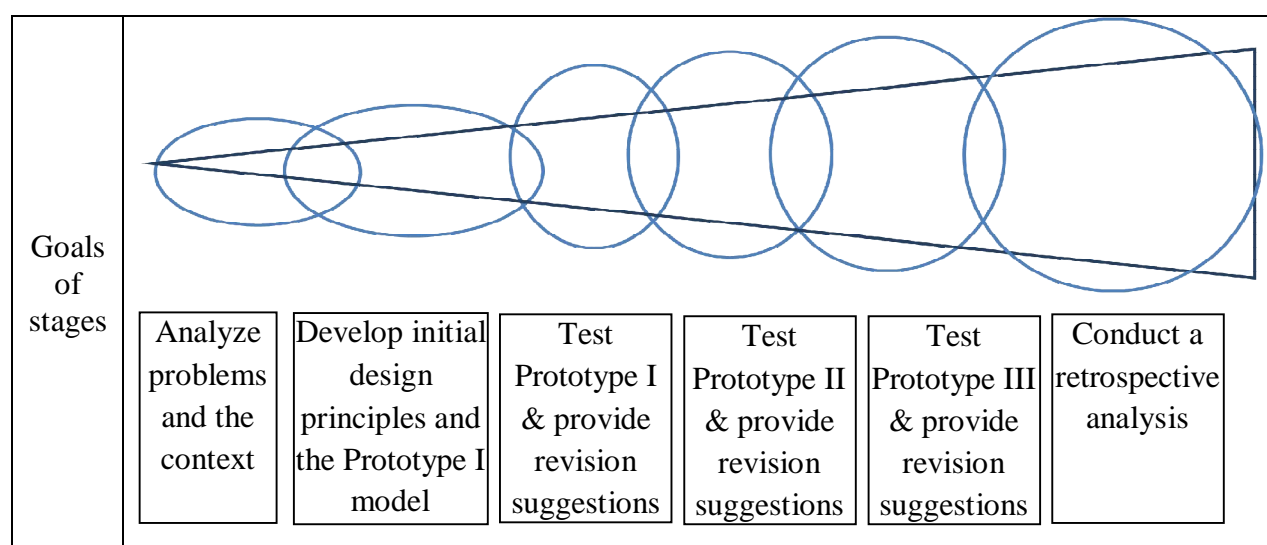 Goals
of
stages
Analyze
problems
and the
context
Develop initial
design
principles and
the Prototype I
model
Test
Prototype I
& provide
revision
suggestions
Test
Prototype II
& provide
revision
suggestions
Test
Prototype III
& provide
revision
suggestions
Conduct a
retrospective
analysis